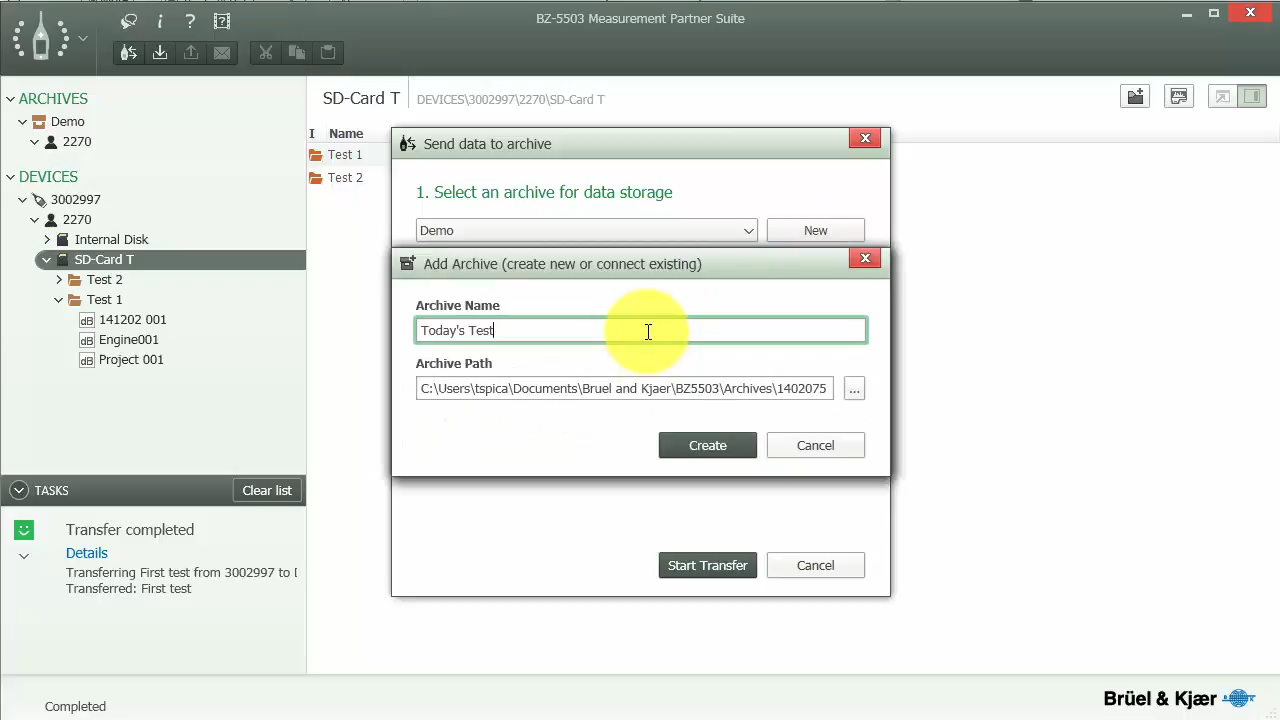 BZ-5503 Measurement Partner Suite
ARCHIVES
Demo
2270
DEVICES
3002997
2270
Internal Disk
SD-Card T
Test 2
Test 1
141202 001
Engine001
Project 001
TASKS
Clear list
Transfer completed
Details
Transferring First test from 3002997 to D
Transferred: First test
Completed
SD-Card T
DEVICES\3002997\2270\SD-Card T
I Name
Test 1
Test 2
Send data to archive
1. Select an archive for data storage
Demo
New
Add Archive (create new or connect existing)
Archive Name
Today's Test
Archive Path
C:\Users\tspica\Documents\Bruel and Kjaer\BZ5503\Archives\1402075
...
Create
Cancel
Start Transfer
Cancel
Brüel & Kjær